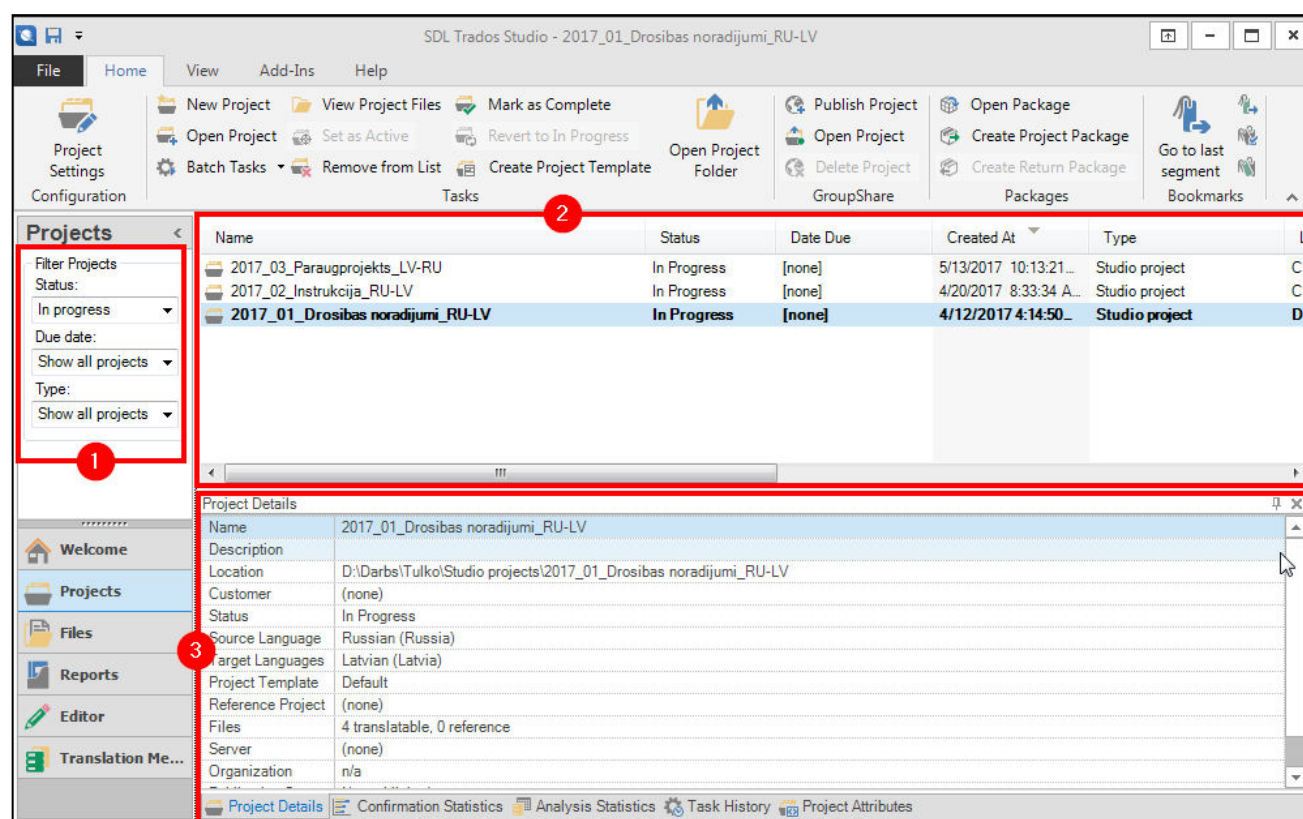 SDL Trados Studio - 2017_01_Drosibas noradijumi_RU-LV
File Home View Add-Ins Help
New Project View Project Files Mark as Complete Publish Project Open Package
Open Project Set as Active Revert to In Progress Open Project Create Project Package
Batch Tasks Remove from List Create Project Template Delete Project Create Return Package
Project Settings
Open Project Folder
Go to last segment
Configuration Tasks GroupShare Packages Bookmarks
2
Projects
Filter Projects
Status:
In progress
Due date:
Show all projects
Type:
Show all projects
1
Name Status Date Due Created At Type
2017_03_Paraugprojekts_LV-RU In Progress [none] 5/13/2017 10:13:21... Studio project C
2017_02_Instrukcija_RU-LV In Progress [none] 4/20/2017 8:33:34 A... Studio project C
2017_01_Drosibas noradijumi_RU-LV In Progress [none] 4/12/2017 4:14:50... Studio project D
Welcome
Projects
Files
Reports
Editor
Translation Me...
3
Project Details
Name 2017_01_Drosibas noradijumi_RU-LV
Description
Location D:\Darbs\Tulko\Studio projects\2017_01_Drosibas noradijumi_RU-LV
Customer (none)
Status In Progress
Source Language Russian (Russia)
Target Languages Latvian (Latvia)
Project Template Default
Reference Project (none)
Files 4 translatable, 0 reference
Server (none)
Organization n/a
Project Details Confirmation Statistics Analysis Statistics Task History Project Attributes